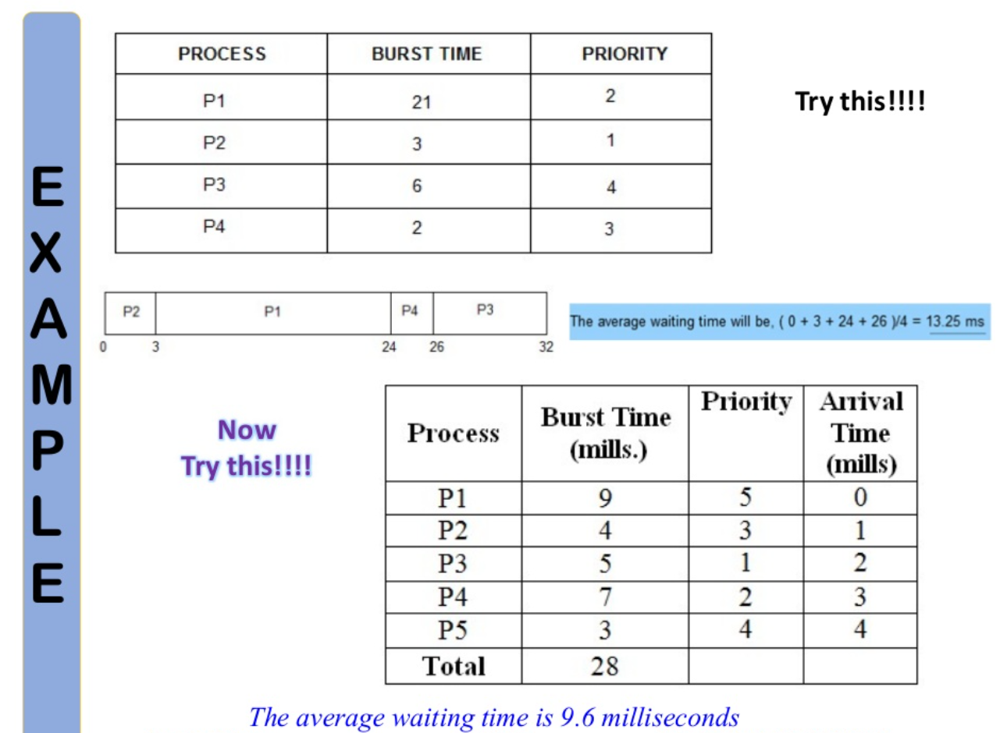 EXAMPLE
PROCESS BURST TIME PRIORITY
P1 21 2
P2 3 1
P3 6 4
P4 2 3
Try this!!!!
P2 P1 P4 P3
0 3 24 26 32
The average waiting time will be, ( 0 + 3 + 24 + 26 )/4 = 13.25 ms
Now
Try this!!!!
Process Burst Time (mills.) Priority Arrival Time (mills)
P1 9 5 0
P2 4 3 1
P3 5 1 2
P4 7 2 3
P5 3 4 4
Total 28
The average waiting time is 9.6 milliseconds